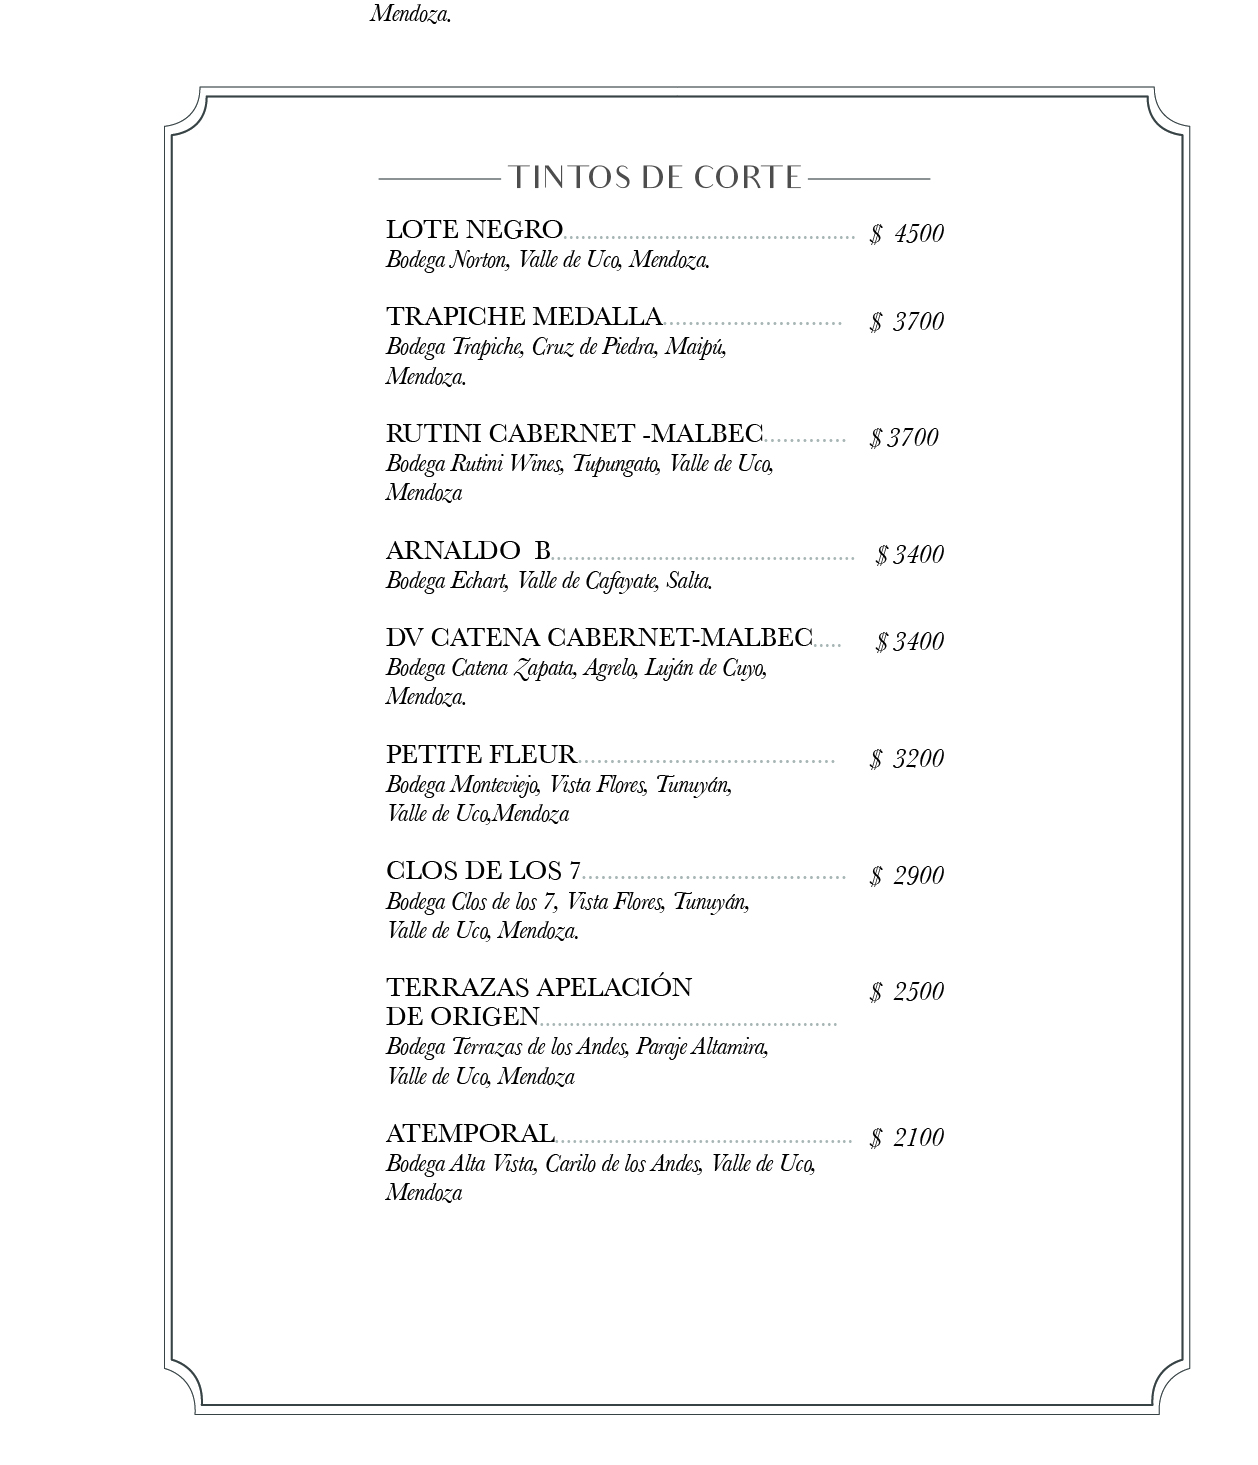 Mendoza.
TINTOS DE CORTE
LOTE NEGRO.................................................. $ 4500
Bodega Norton, Valle de Uco, Mendoza.
TRAPICHE MEDALLA.............................. $ 3700
Bodega Trapiche, Cruz de Piedra, Maipú,
Mendoza.
RUTINI CABERNET -MALBEC.............. $ 3700
Bodega Rutini Wines, Tupungato, Valle de Uco,
Mendoza
ARNALDO  B.................................................... $ 3400
Bodega Echart, Valle de Cafayate, Salta.
DV CATENA CABERNET-MALBEC..... $ 3400
Bodega Catena Zapata, Agrelo, Luján de Cuyo,
Mendoza.
PETITE FLEUR............................................ $ 3200
Bodega Monteviejo, Vista Flores, Tunuyán,
Valle de Uco,Mendoza
CLOS DE LOS 7............................................. $ 2900
Bodega Clos de los 7, Vista Flores, Tunuyán,
Valle de Uco, Mendoza.
TERRAZAS APELACIÓN $ 2500
DE ORIGEN...................................................
Bodega Terrazas de los Andes, Paraje Altamira,
Valle de Uco, Mendoza
ATEMPORAL................................................... $ 2100
Bodega Alta Vista, Carilo de los Andes, Valle de Uco,
Mendoza